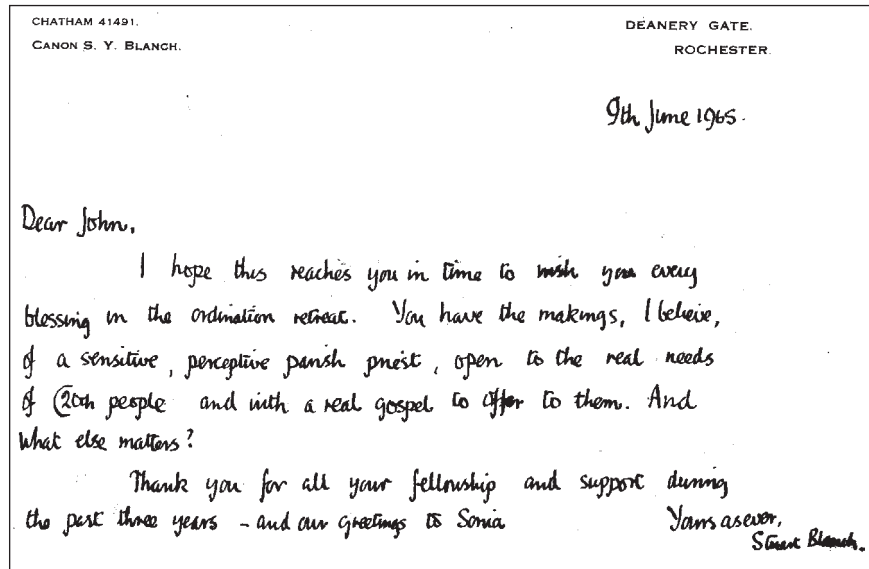 CHATHAM 41491.
CANON S. Y. BLANCH.
DEANERY GATE.
ROCHESTER.
9th June 1965.
Dear John,
I hope this reaches you in time to wish you every
blessing in the ordination retreat. You have the makings, I believe,
of a sensitive, perceptive parish priest, open to the real needs
of C20th people and with a real gospel to offer to them. And
what else matters?
Thank you for all your fellowship and support during
the past three years - and our greetings to Sonia
Yours as ever,
Stuart Blanch.